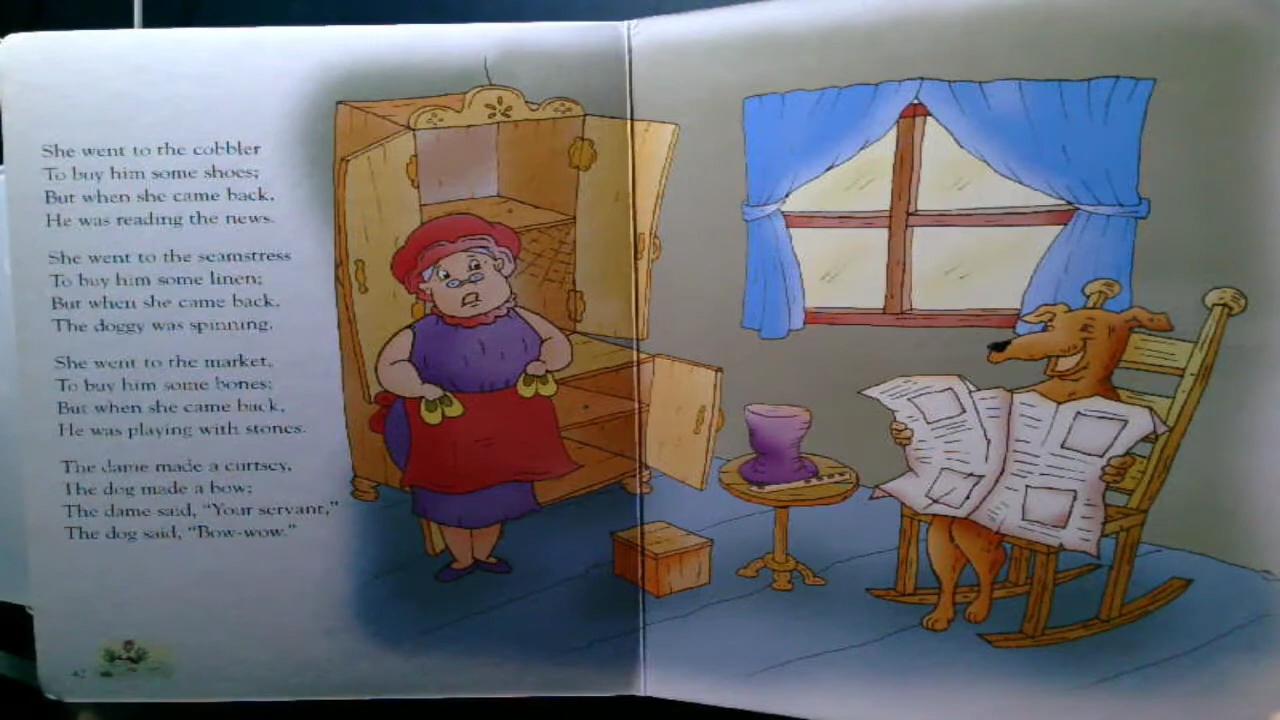 She went to the cobbler
To buy him some shoes;
But when she came back,
He was reading the news.
She went to the seamstress
To buy him some linen;
But when she came back,
The doggy was spinning.
She went to the market,
To buy him some bones;
But when she came back,
He was playing with stones.
The dame made a curtsey,
The dog made a bow;
The dame said, “Your servant,”
The dog said, “Bow-wow.”
42